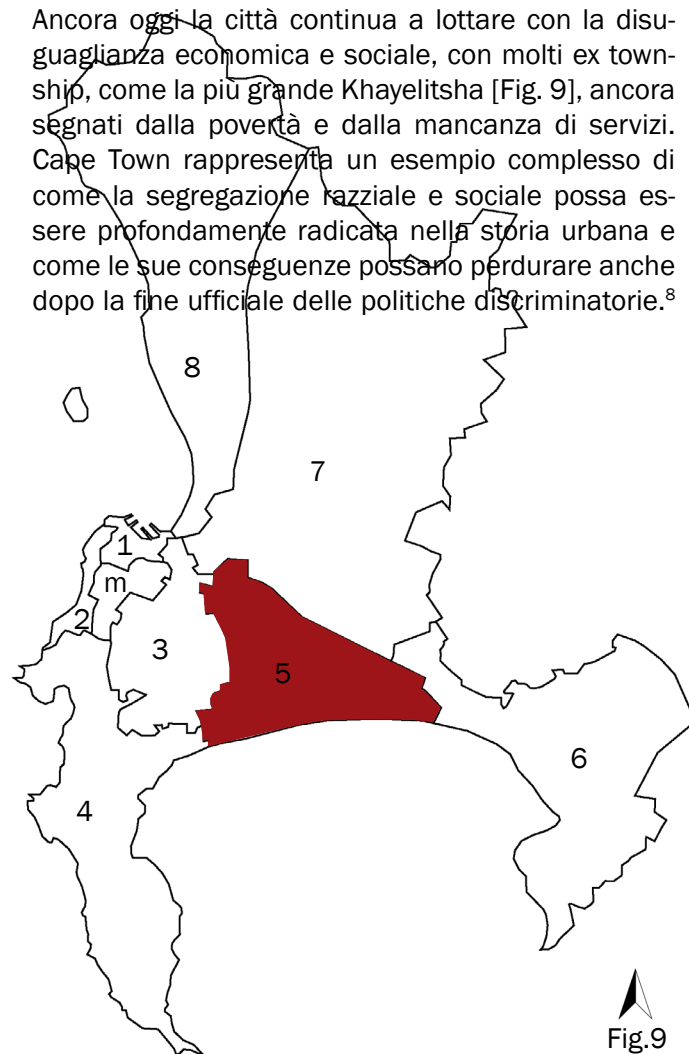 Ancora oggi la città continua a lottare con la disu-
guaglianza economica e sociale, con molti ex town-
ship, come la più grande Khayelitsha [Fig. 9], ancora
segnati dalla povertà e dalla mancanza di servizi.
Cape Town rappresenta un esempio complesso di
come la segregazione razziale e sociale possa es-
sere profondamente radicata nella storia urbana e
come le sue conseguenze possano perdurare anche
dopo la fine ufficiale delle politiche discriminatorie.⁸
8
7
1
m
2
3
5
6
4
Fig.9